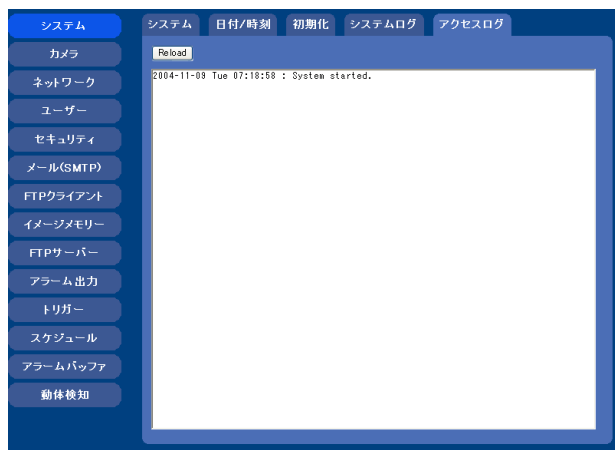 システム
カメラ
ネットワーク
ユーザー
セキュリティ
メール(SMTP)
FTPクライアント
イメージメモリー
FTPサーバー
アラーム出力
トリガー
スケジュール
アラームバッファ
動体検知
システム 日付/時刻 初期化 システムログ アクセスログ
Reload
2004-11-09 Tue 07:18:58 : System started.